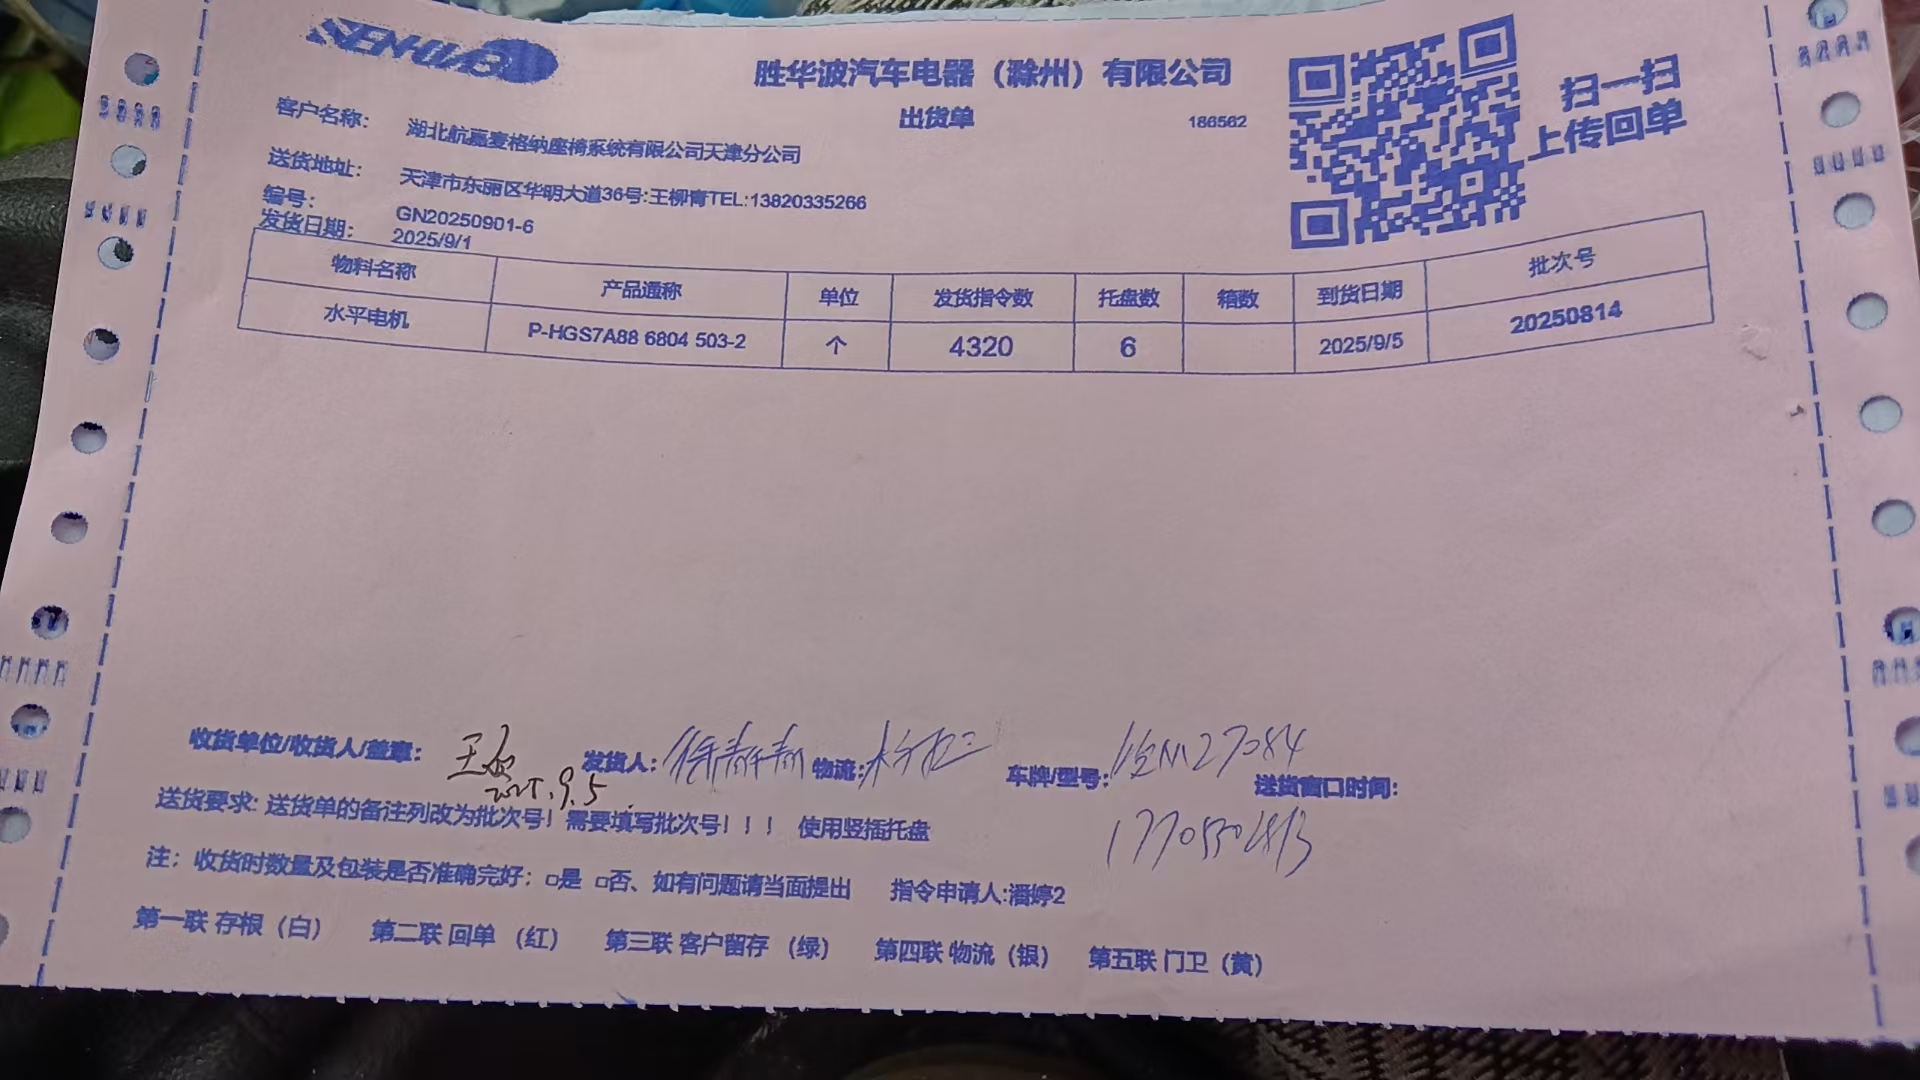 SENHWABO
胜华波汽车电器（滁州）有限公司
出货单
186562
扫一扫
上传回单
客户名称: 湖北航嘉麦格纳座椅系统有限公司天津分公司
送货地址: 天津市东丽区华明大道36号:王柳青TEL:13820335266
编号: GN20250901-6
发货日期: 2025/9/1
物料名称 产品通称 单位 发货指令数 托盘数 箱数 到货日期 批次号
水平电机 P-HGS7A88 6804 503-2 个 4320 6 2025/9/5 20250814
收货单位/收货人/盖章: 发货人: 徐静静 物流: 车牌/型号: 送货窗口时间:
2025.9.5
送货要求: 送货单的备注列改为批次号！需要填写批次号！！！ 使用竖插托盘
注；收货时数量及包装是否准确完好；□是 □否、如有问题请当面提出 指令申请人:潘婷2
第一联 存根（白） 第二联 回单 （红） 第三联 客户留存 （绿） 第四联 物流（银） 第五联 门卫（黄）